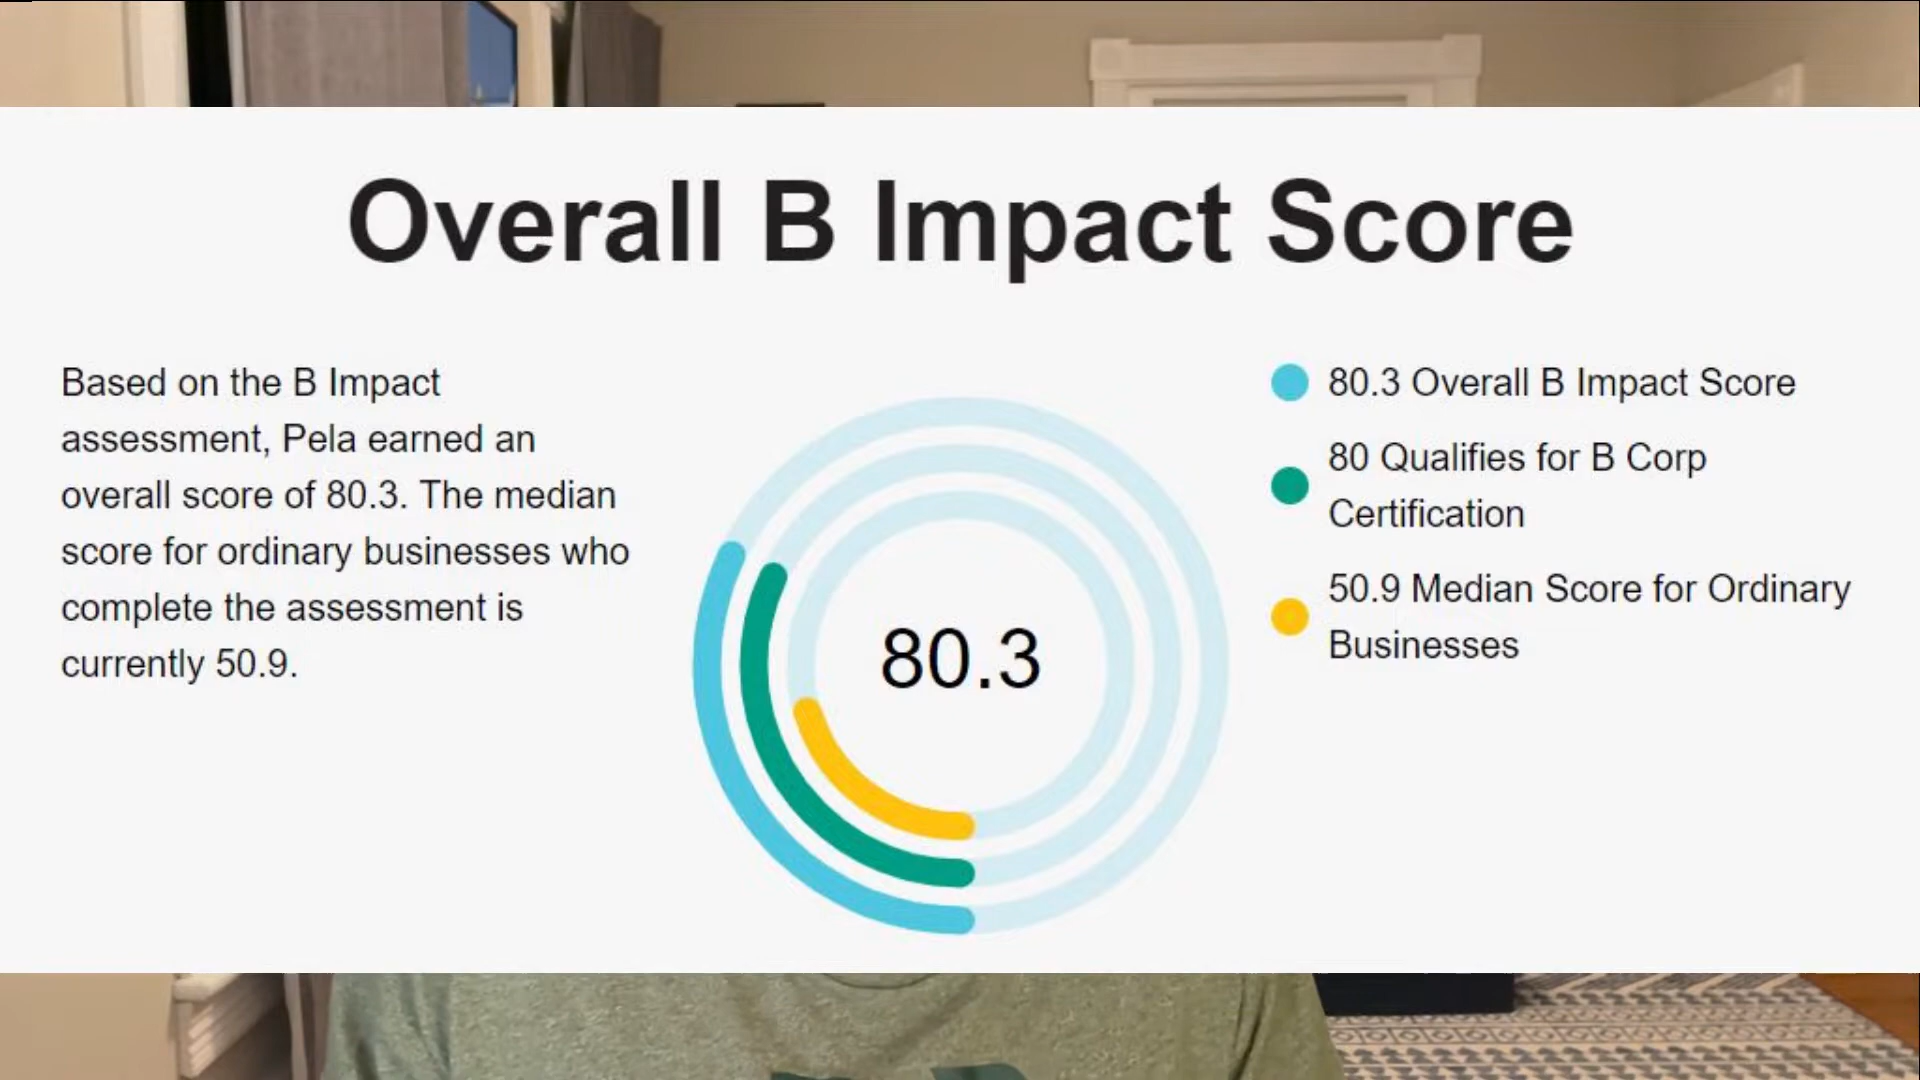 Overall B Impact Score
Based on the B Impact
assessment, Pela earned an
overall score of 80.3. The median
score for ordinary businesses who
complete the assessment is
currently 50.9.
80.3
80.3 Overall B Impact Score
80 Qualifies for B Corp
Certification
50.9 Median Score for Ordinary
Businesses